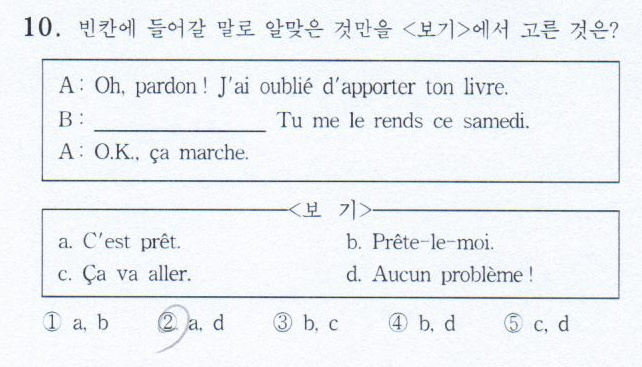 10. 빈칸에 들어갈 말로 알맞은 것만을 <보기>에서 고른 것은?
A : Oh, pardon ! J'ai oublié d'apporter ton livre.
B : ______________ Tu me le rends ce samedi.
A : O.K., ça marche.
<보 기>
a. C'est prêt. b. Prête-le-moi.
c. Ça va aller. d. Aucun problème !
① a, b ② a, d ③ b, c ④ b, d ⑤ c, d